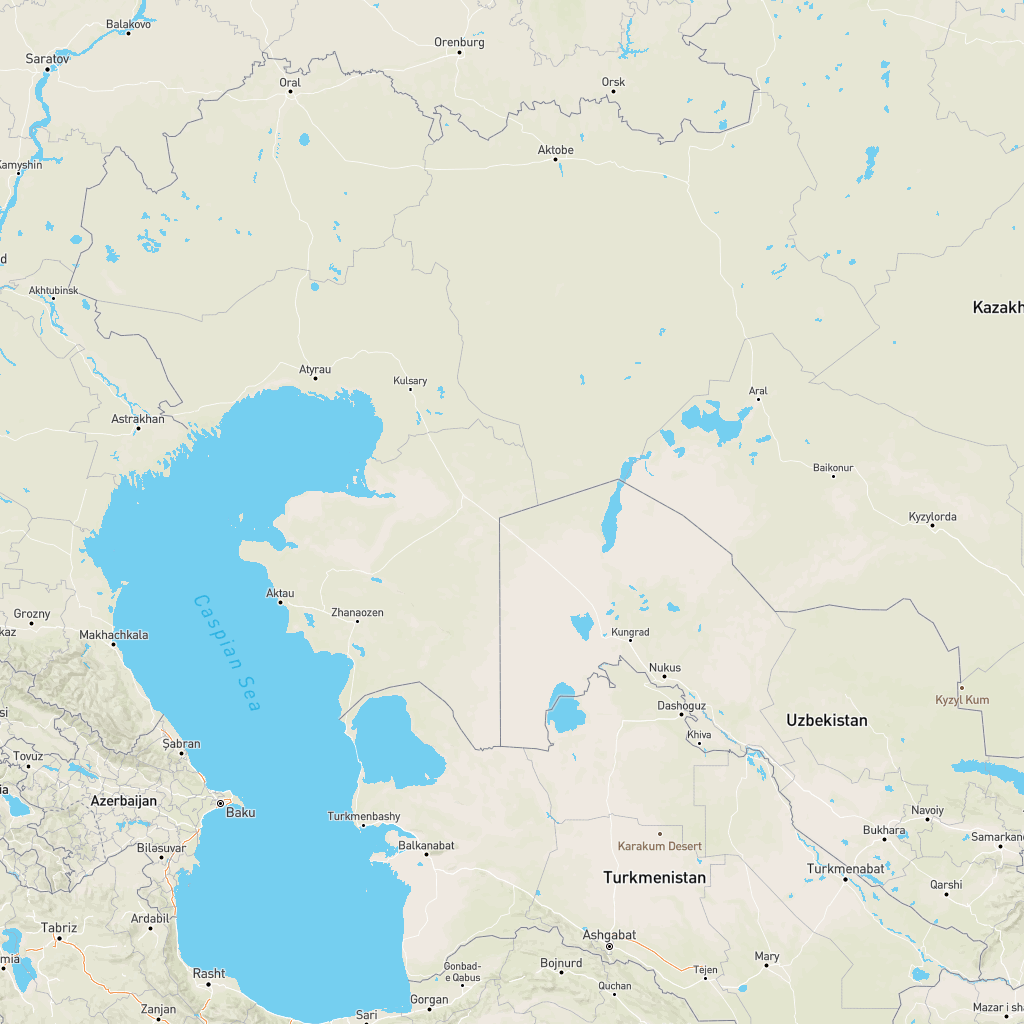 Balakovo
Orenburg
Saratov
Oral
Orsk
Aktobe
Kamyshin
d
Akhtubinsk
Kazakh
Atyrau
Kulsary
Aral
Astrakhan
Baikonur
Kyzylorda
Caspian Sea
Aktau
Zhanaozen
Grozny
kaz
Makhachkala
Kungrad
Nukus
Kyzyl Kum
si
Dashoguz
Uzbekistan
Khiva
Şabran
Tovuz
ia
Azerbaijan
Baku
Turkmenbashy
Navoiy
Bukhara
Samarkand
Karakum Desert
Bilasuvar
Balkanabat
Turkmenistan
Turkmenabat
Qarshi
Ardabil
Tabriz
Ashgabat
mia
Rasht
Gonbad-
e Qabus
Bojnurd
Mary
Tejen
Quchan
Zanjan
Gorgan
Sari
Mazar i sh